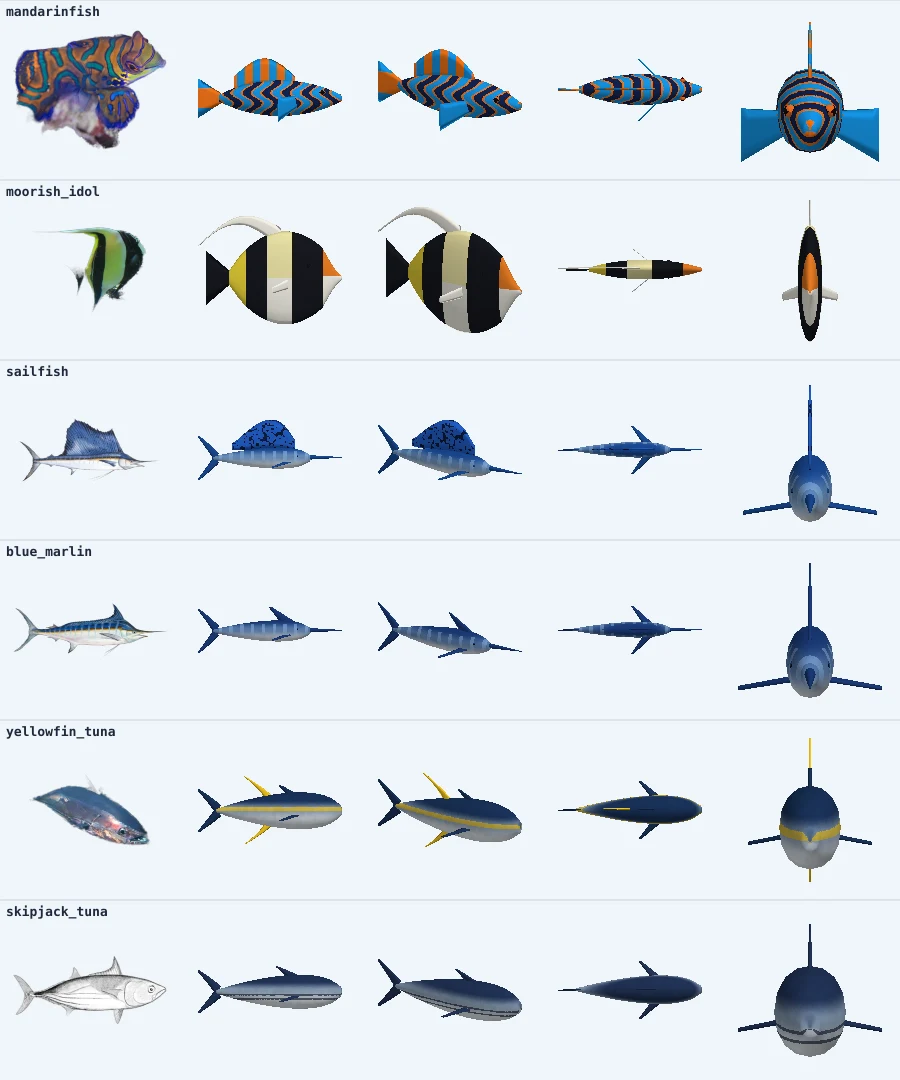 mandarinfish
moorish_idol
sailfish
blue_marlin
yellowfin_tuna
skipjack_tuna